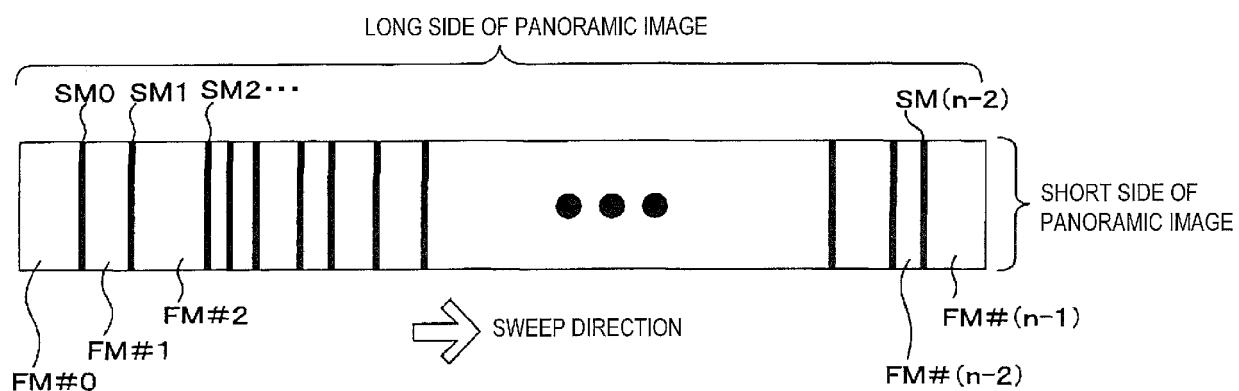 LONG SIDE OF PANORAMIC IMAGE
SM0 SM1 SM2･･･ SM(n-2)
SHORT SIDE OF
PANORAMIC IMAGE
FM#2 SWEEP DIRECTION FM#(n-1)
FM#1
FM#0 FM#(n-2)